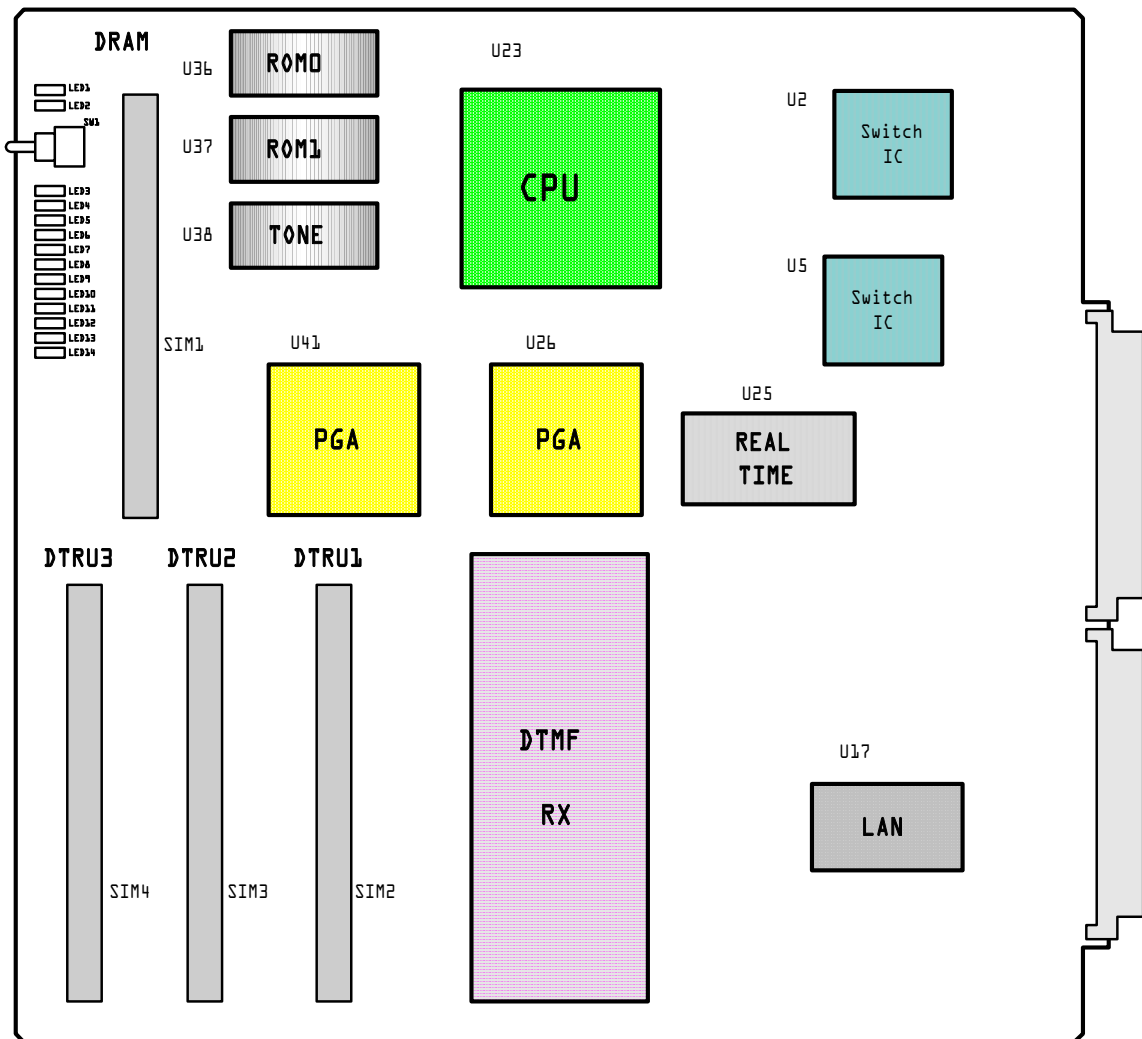 DRAM
U36
ROM0
U23
U2
LED1
LED2
SW1
Switch
IC
U37
ROM1
CPU
LED3
LED4
LED5
LED6
LED7
LED8
LED9
LED10
LED11
LED12
LED13
LED14
U38
TONE
U5
Switch
IC
SIM1
U41
U26
U25
PGA
PGA
REAL
TIME
DTRU3
DTRU2
DTRU1
DTMF
RX
U17
LAN
SIM4
SIM3
SIM2